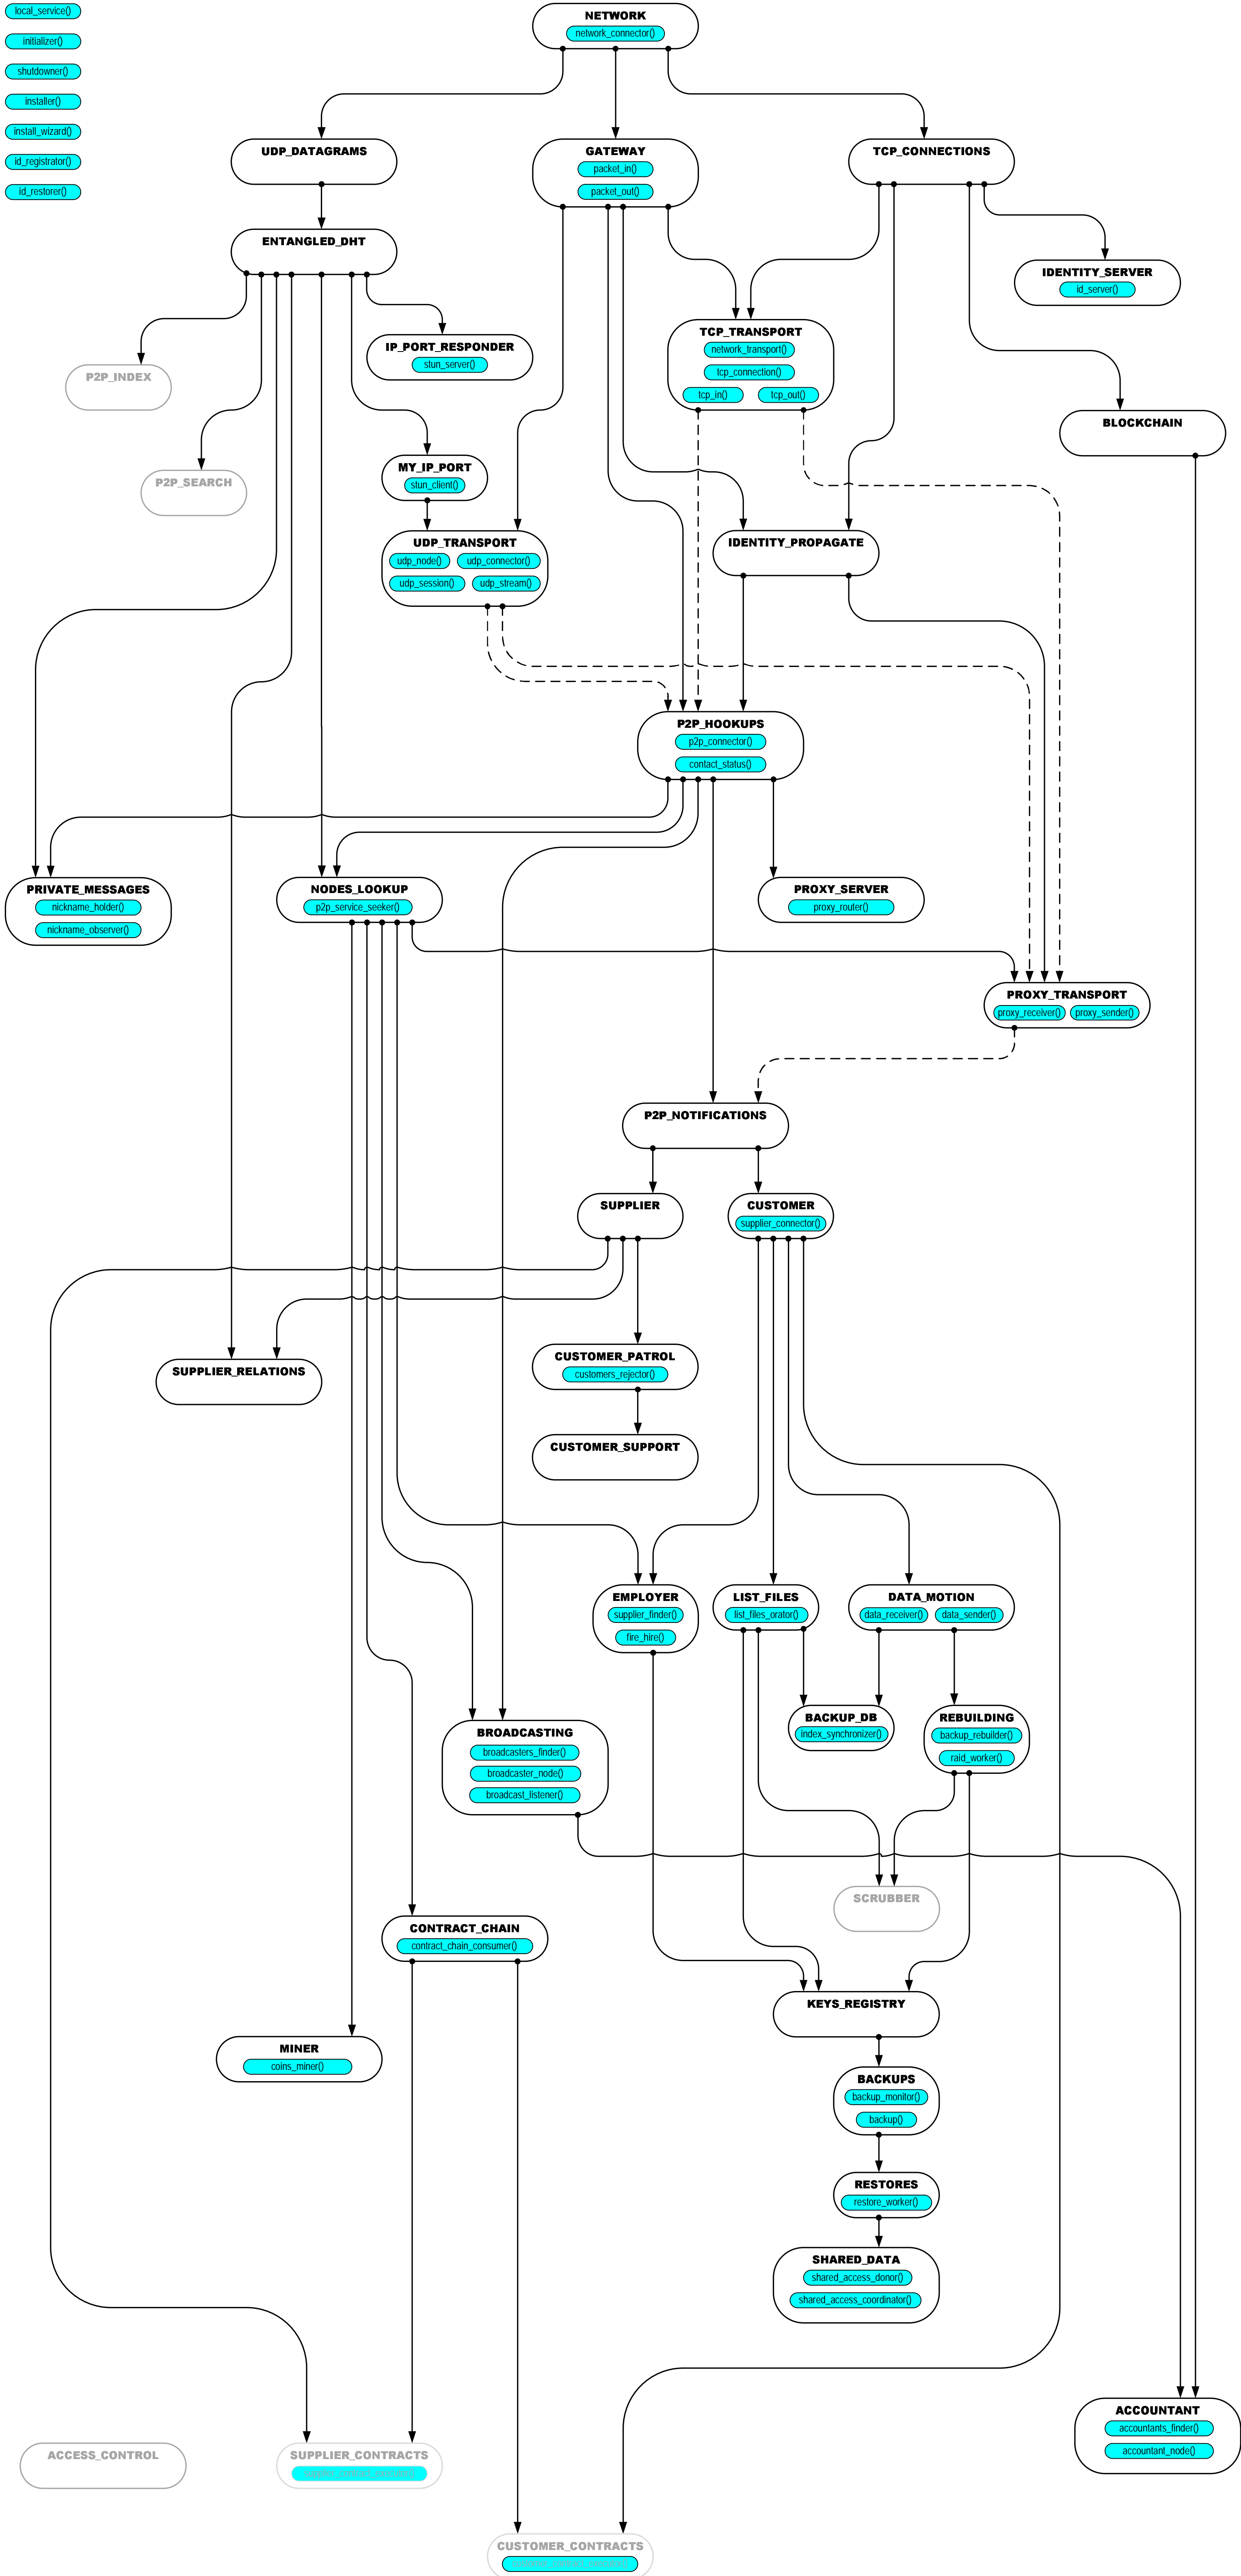 local_service()
initializer()
shutdowner()
installer()
install_wizard()
id_registrator()
id_restorer()
NETWORK
network_connector()
UDP_DATAGRAMS
GATEWAY
packet_in()
packet_out()
TCP_CONNECTIONS
ENTANGLED_DHT
IDENTITY_SERVER
id_server()
IP_PORT_RESPONDER
stun_server()
TCP_TRANSPORT
network_transport()
tcp_connection()
tcp_in() tcp_out()
P2P_INDEX
BLOCKCHAIN
P2P_SEARCH
MY_IP_PORT
stun_client()
UDP_TRANSPORT
udp_node() udp_connector()
udp_session() udp_stream()
IDENTITY_PROPAGATE
P2P_HOOKUPS
p2p_connector()
contact_status()
PRIVATE_MESSAGES
nickname_holder()
nickname_observer()
NODES_LOOKUP
p2p_service_seeker()
PROXY_SERVER
proxy_router()
PROXY_TRANSPORT
proxy_receiver() proxy_sender()
P2P_NOTIFICATIONS
SUPPLIER
CUSTOMER
supplier_connector()
CUSTOMER_PATROL
customers_rejector()
SUPPLIER_RELATIONS
CUSTOMER_SUPPORT
EMPLOYER
supplier_finder()
fire_hire()
LIST_FILES
list_files_orator()
DATA_MOTION
data_receiver() data_sender()
BACKUP_DB
index_synchronizer()
REBUILDING
backup_rebuilder()
raid_worker()
BROADCASTING
broadcasters_finder()
broadcaster_node()
broadcast_listener()
SCRUBBER
CONTRACT_CHAIN
contract_chain_consumer()
KEYS_REGISTRY
MINER
coins_miner()
BACKUPS
backup_monitor()
backup()
RESTORES
restore_worker()
SHARED_DATA
shared_access_donor()
shared_access_coordinator()
ACCOUNTANT
accountants_finder()
accountant_node()
ACCESS_CONTROL
SUPPLIER_CONTRACTS
CUSTOMER_CONTRACTS